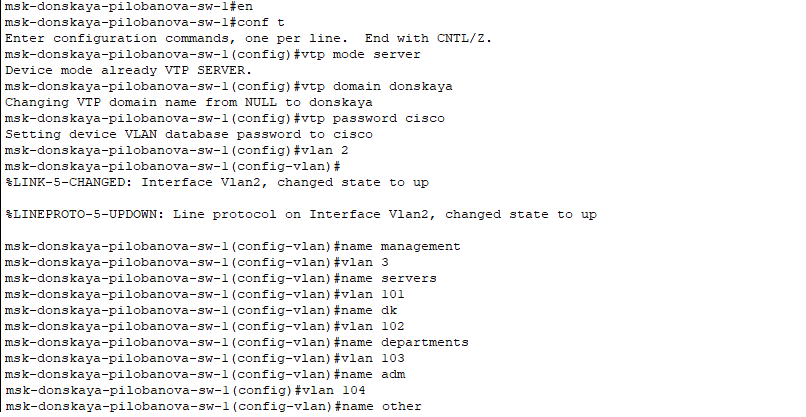 msk-donskaya-pilobanova-sw-1#en
msk-donskaya-pilobanova-sw-1#conf t
Enter configuration commands, one per line.  End with CNTL/Z.
msk-donskaya-pilobanova-sw-1(config)#vtp mode server
Device mode already VTP SERVER.
msk-donskaya-pilobanova-sw-1(config)#vtp domain donskaya
Changing VTP domain name from NULL to donskaya
msk-donskaya-pilobanova-sw-1(config)#vtp password cisco
Setting device VLAN database password to cisco
msk-donskaya-pilobanova-sw-1(config)#vlan 2
msk-donskaya-pilobanova-sw-1(config-vlan)#
%LINK-5-CHANGED: Interface Vlan2, changed state to up
%LINEPROTO-5-UPDOWN: Line protocol on Interface Vlan2, changed state to up
msk-donskaya-pilobanova-sw-1(config-vlan)#name management
msk-donskaya-pilobanova-sw-1(config-vlan)#vlan 3
msk-donskaya-pilobanova-sw-1(config-vlan)#name servers
msk-donskaya-pilobanova-sw-1(config-vlan)#vlan 101
msk-donskaya-pilobanova-sw-1(config-vlan)#name dk
msk-donskaya-pilobanova-sw-1(config-vlan)#vlan 102
msk-donskaya-pilobanova-sw-1(config-vlan)#name departments
msk-donskaya-pilobanova-sw-1(config-vlan)#vlan 103
msk-donskaya-pilobanova-sw-1(config-vlan)#name adm
msk-donskaya-pilobanova-sw-1(config)#vlan 104
msk-donskaya-pilobanova-sw-1(config-vlan)#name other